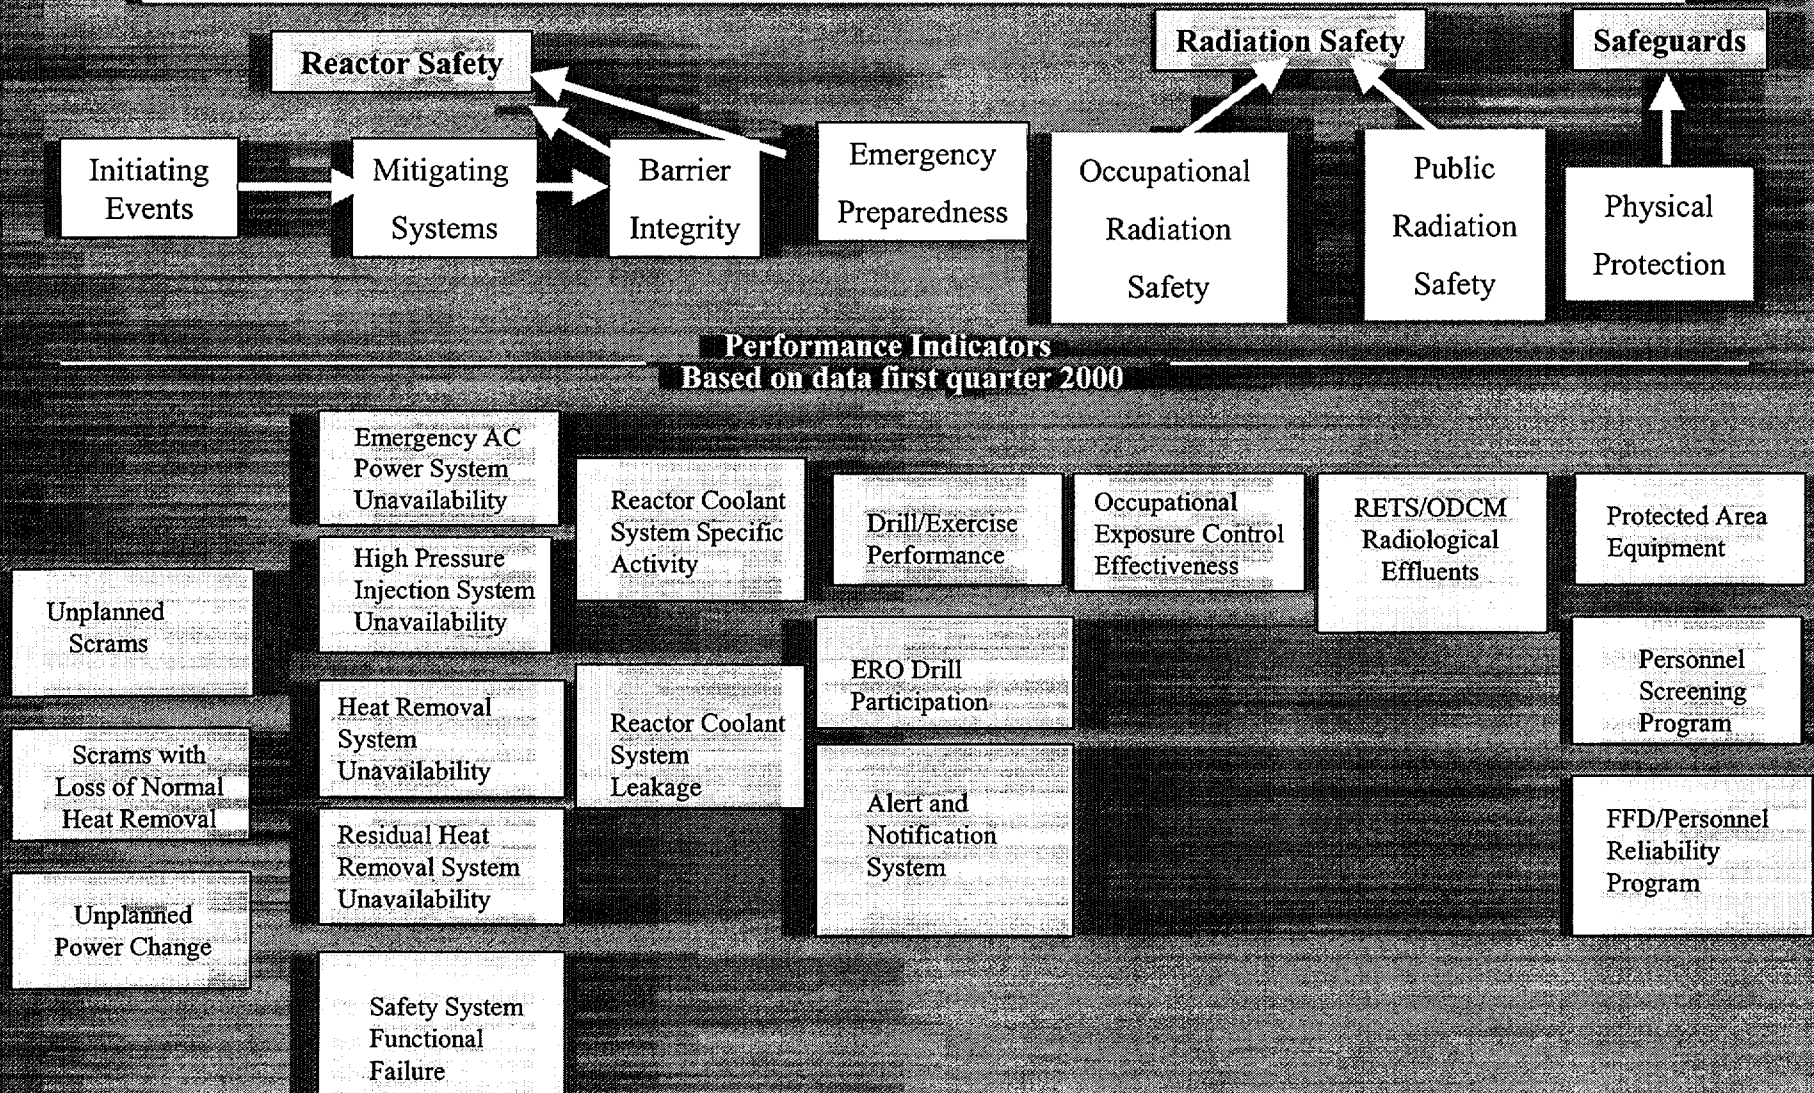 Reactor Safety
Radiation Safety
Safeguards
Initiating
Events
Mitigating
Systems
Barrier
Integrity
Emergency
Preparedness
Occupational
Radiation
Safety
Public
Radiation
Safety
Physical
Protection
Performance Indicators
Based on data first quarter 2000
Unplanned
Scrams
Scrams with
Loss of Normal
Heat Removal
Unplanned
Power Change
Emergency AC
Power System
Unavailability
High Pressure
Injection System
Unavailability
Heat Removal
System
Unavailability
Residual Heat
Removal System
Unavailability
Safety System
Functional
Failure
Reactor Coolant
System Specific
Activity
Reactor Coolant
System
Leakage
Drill/Exercise
Performance
ERO Drill
Participation
Alert and
Notification
System
Occupational
Exposure Control
Effectiveness
RETS/ODCM
Radiological
Effluents
Protected Area
Equipment
Personnel
Screening
Program
FFD/Personnel
Reliability
Program